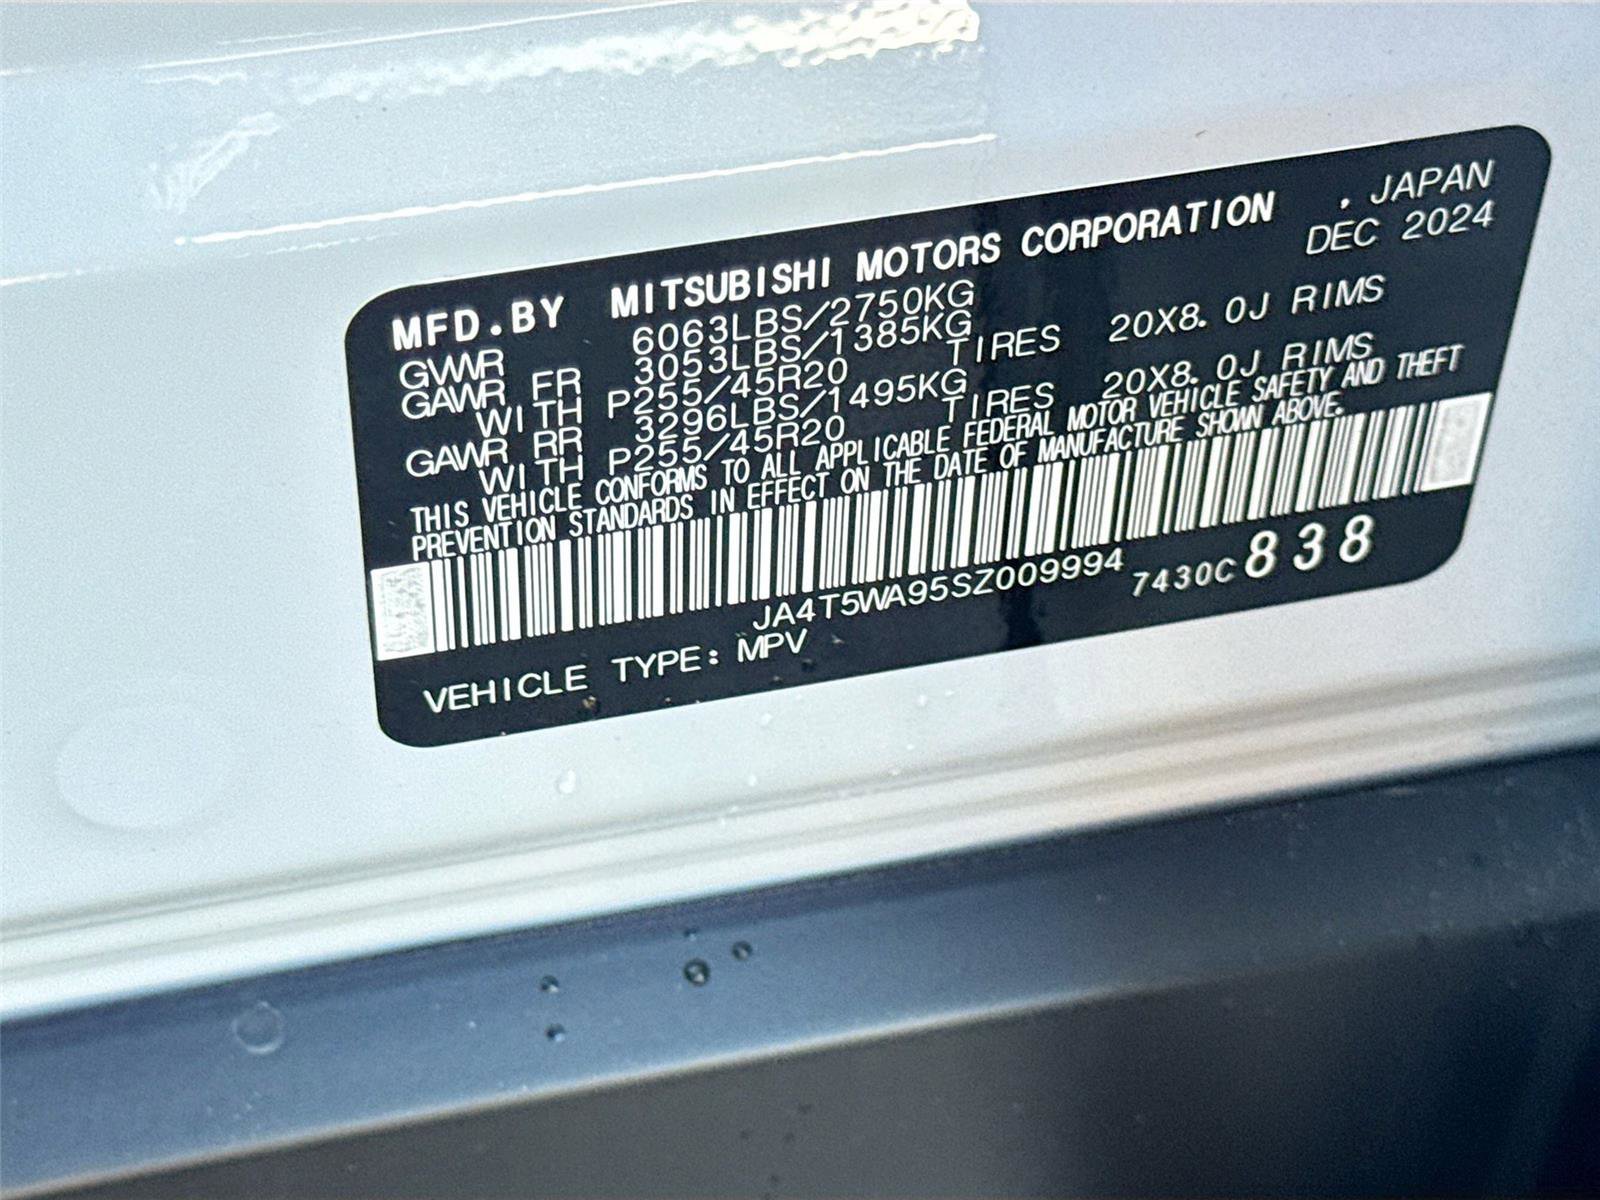 MFD.BY MITSUBISHI MOTORS CORPORATION , JAPAN
GVWR 6063LBS/2750KG DEC 2024
GAWR FR 3053LBS/1385KG
WITH P255/45R20 TIRES 20X8.0J RIMS
GAWR RR 3296LBS/1495KG
WITH P255/45R20 TIRES 20X8.0J RIMS
THIS VEHICLE CONFORMS TO ALL APPLICABLE FEDERAL MOTOR VEHICLE SAFETY AND THEFT
PREVENTION STANDARDS IN EFFECT ON THE DATE OF MANUFACTURE SHOWN ABOVE.
JA4T5WA95SZ009994 7430C 838
VEHICLE TYPE: MPV